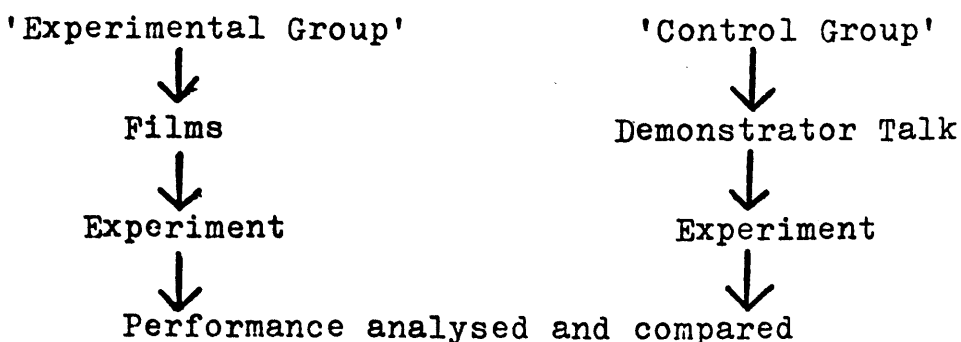 'Experimental Group' 'Control Group'
Films Demonstrator Talk
Experiment Experiment
Performance analysed and compared